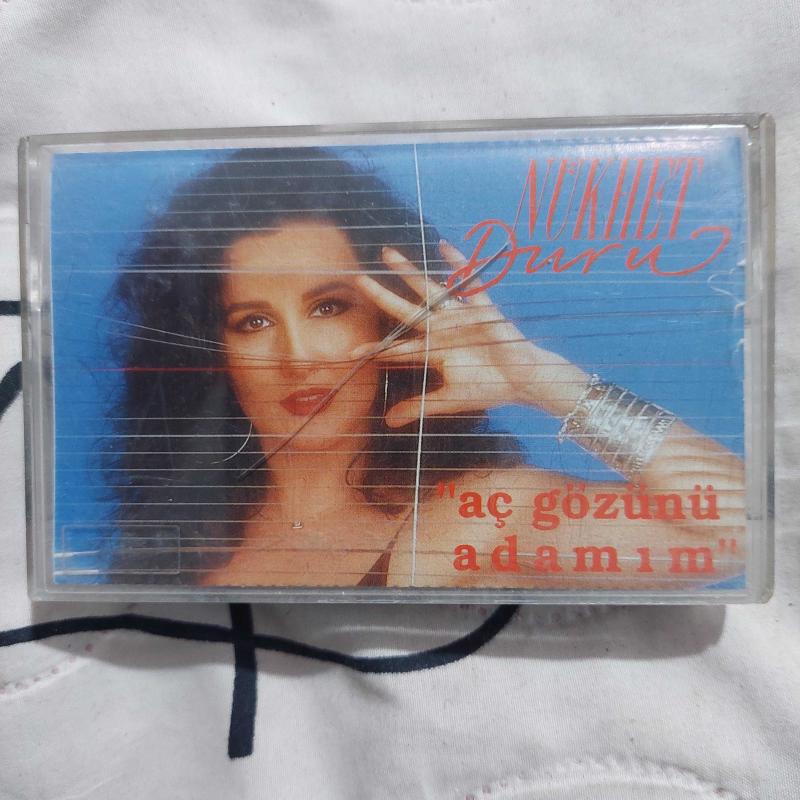 NÜKHET
Duru
"aç gözünü
adamım"